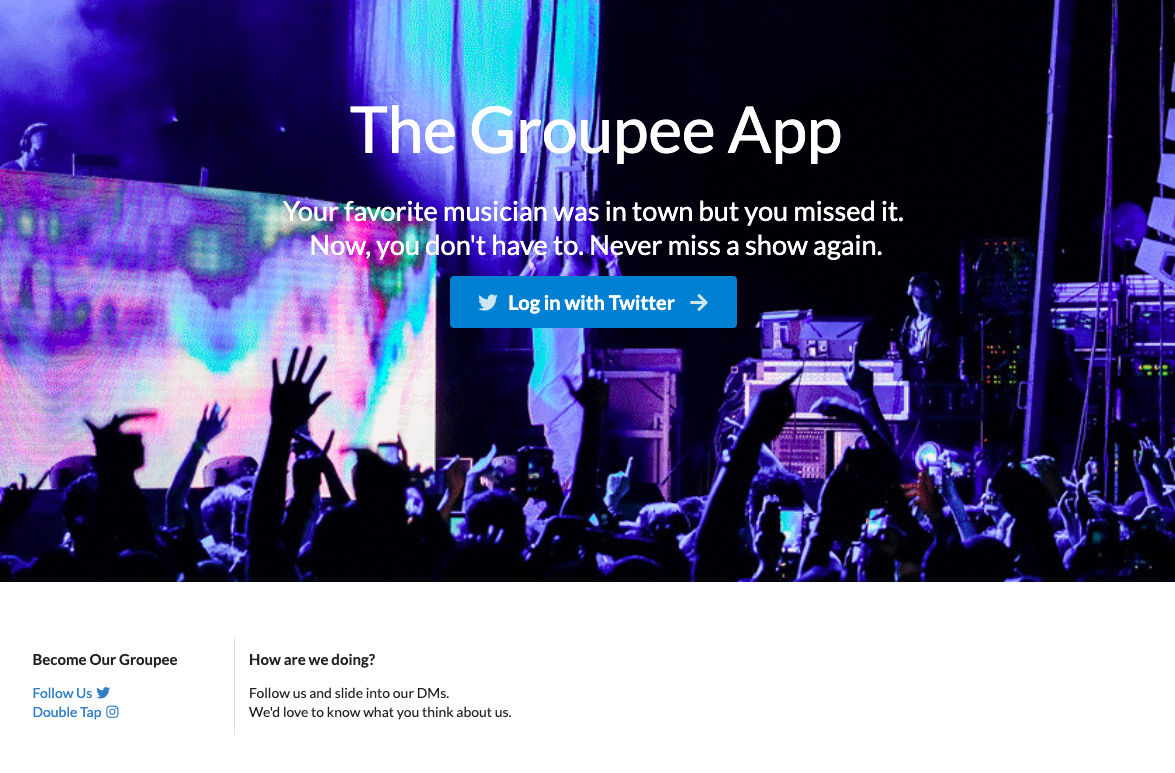 The Groupee App
Your favorite musician was in town but you missed it.
Now, you don't have to. Never miss a show again.
Log in with Twitter
Become Our Groupee
Follow Us
Double Tap
How are we doing?
Follow us and slide into our DMs.
We'd love to know what you think about us.